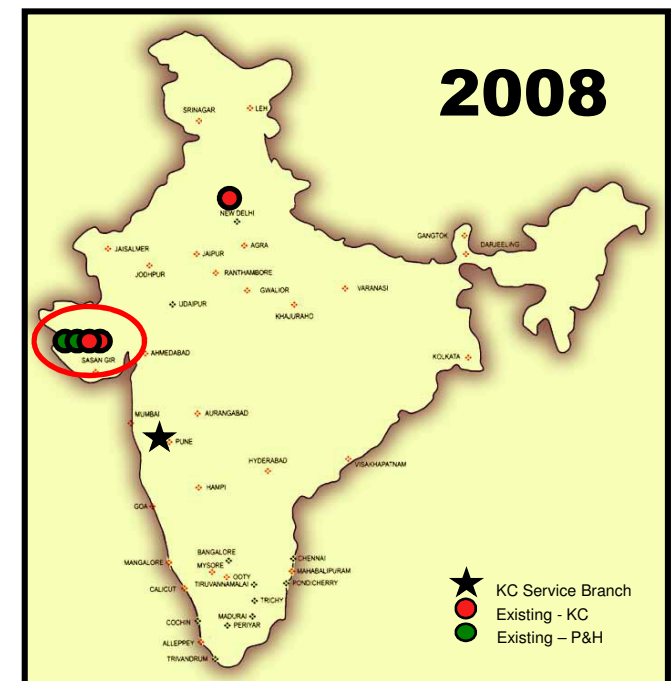 2008
SRINAGAR
LEH
NEW DELHI
GANGTOK
DARJEELING
JAISALMER
JAIPUR
AGRA
JODHPUR
RANTHAMBORE
GWALIOR
VARANASI
UDAIPUR
KHAJURAHO
SASAN GIR
AHMEDABAD
KOLKATA
MUMBAI
AURANGABAD
PUNE
HYDERABAD
VISAKHAPATNAM
HAMPI
GOA
BANGALORE
CHENNAI
MANGALORE
MYSORE
OOTY
MAHABALIPURAM
CALICUT
TIRUVANNAMALAI
PONDICHERRY
TRICHY
COCHIN
MADURAI
PERIYAR
ALLEPPEY
TRIVANDRUM
KC Service Branch
Existing - KC
Existing – P&H